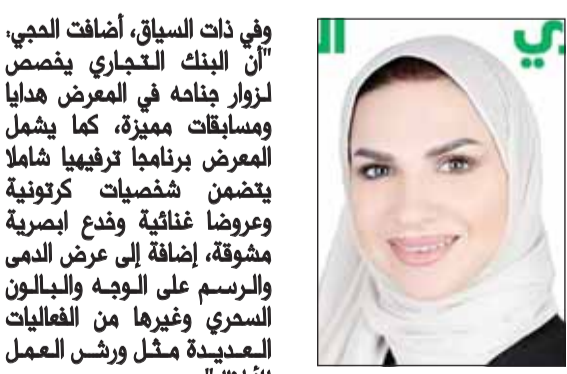 وفي ذات السياق، أضافت الحجي:
"أن البنك التجاري يخصص
لزوار جناحه في المعرض هدايا
ومسابقات مميزة، كما يشمل
المعرض برنامجا ترفيهيا شاملا
يتضمن شخصيات كرتونية
وعروضا غنائية وخدع ابصرية
مشوقة، إضافة إلى عرض الدمى
والرسم على الوجه والبالون
السحري وغيرها من الفعاليات
العديدة مثل ورش العمل